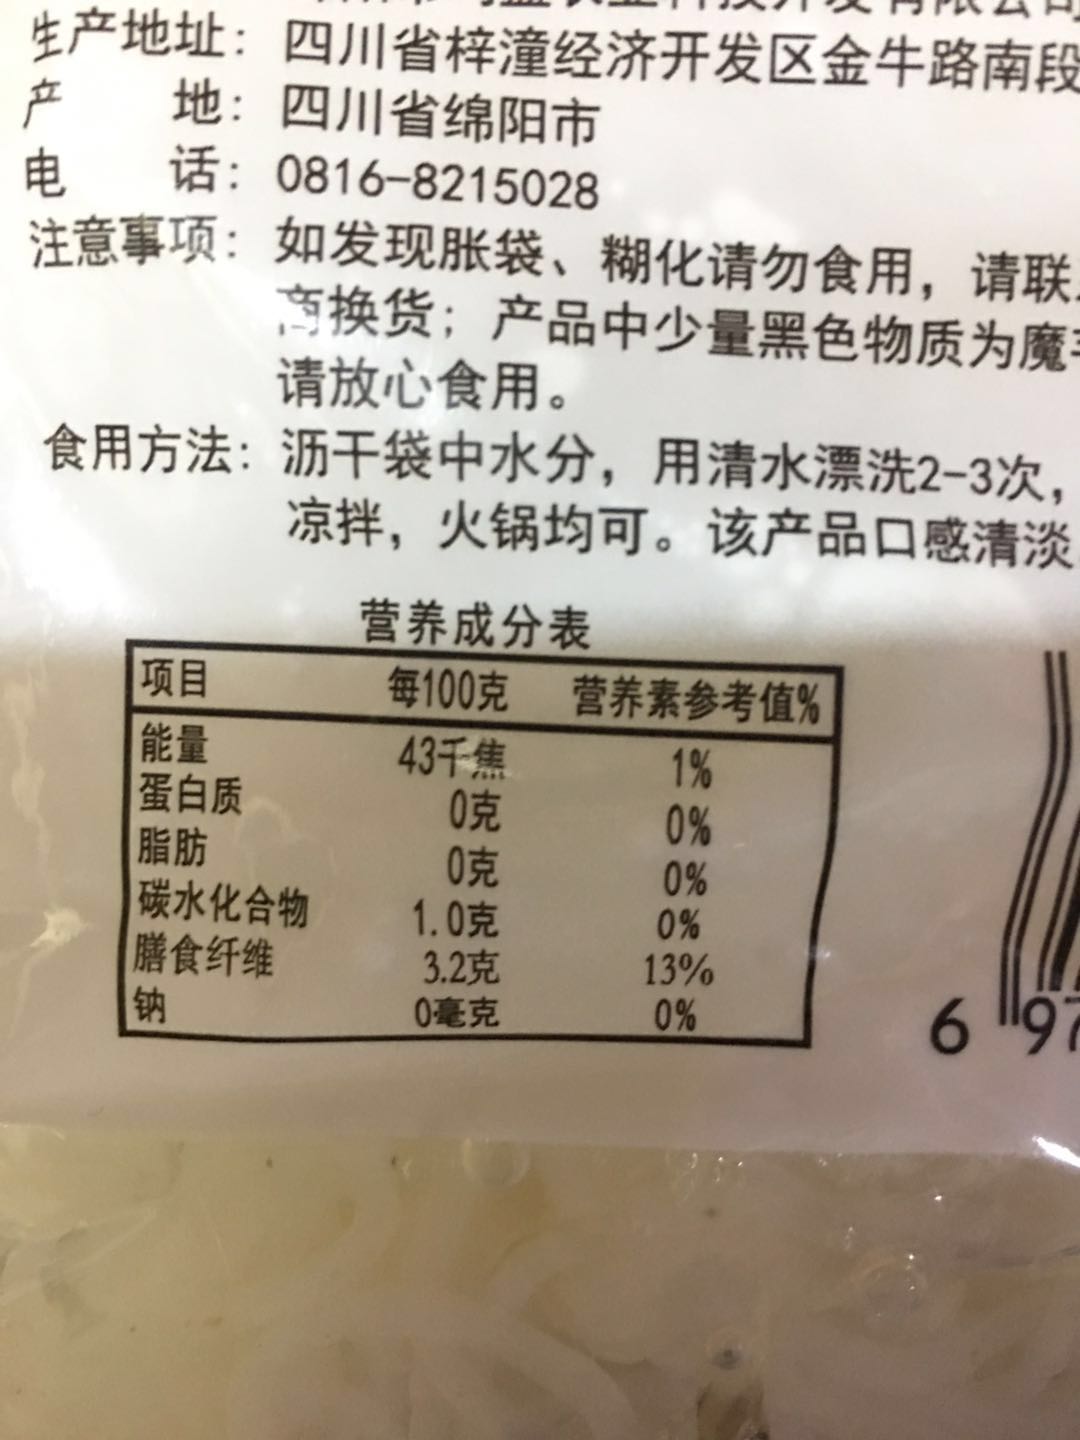 生产地址：四川省梓潼经济开发区金牛路南段
产 地：四川省绵阳市
电 话：0816-8215028
注意事项：如发现胀袋、糊化请勿食用，请联
商换货；产品中少量黑色物质为魔
请放心食用。
食用方法：沥干袋中水分，用清水漂洗2-3次，
凉拌，火锅均可。该产品口感清淡
营养成分表
项目 每100克 营养素参考值%
能量 43千焦 1%
蛋白质 0克 0%
脂肪 0克 0%
碳水化合物 1.0克 0%
膳食纤维 3.2克 13%
钠 0毫克 0%
6 97